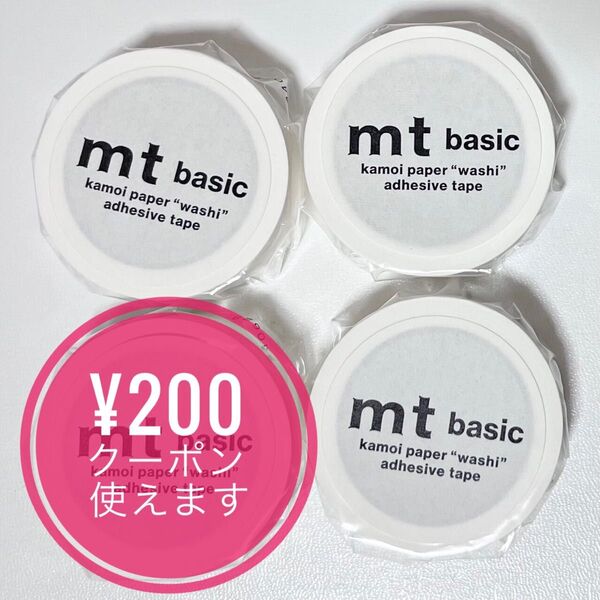 mt basic
kamoi paper “washi”
adhesive tape
mt basic
kamoi paper “washi”
adhesive tape
mt basic
kamoi paper “washi”
adhesive tape
¥200
クーポン
使えます
mt basic
kamoi paper “washi”
adhesive tape